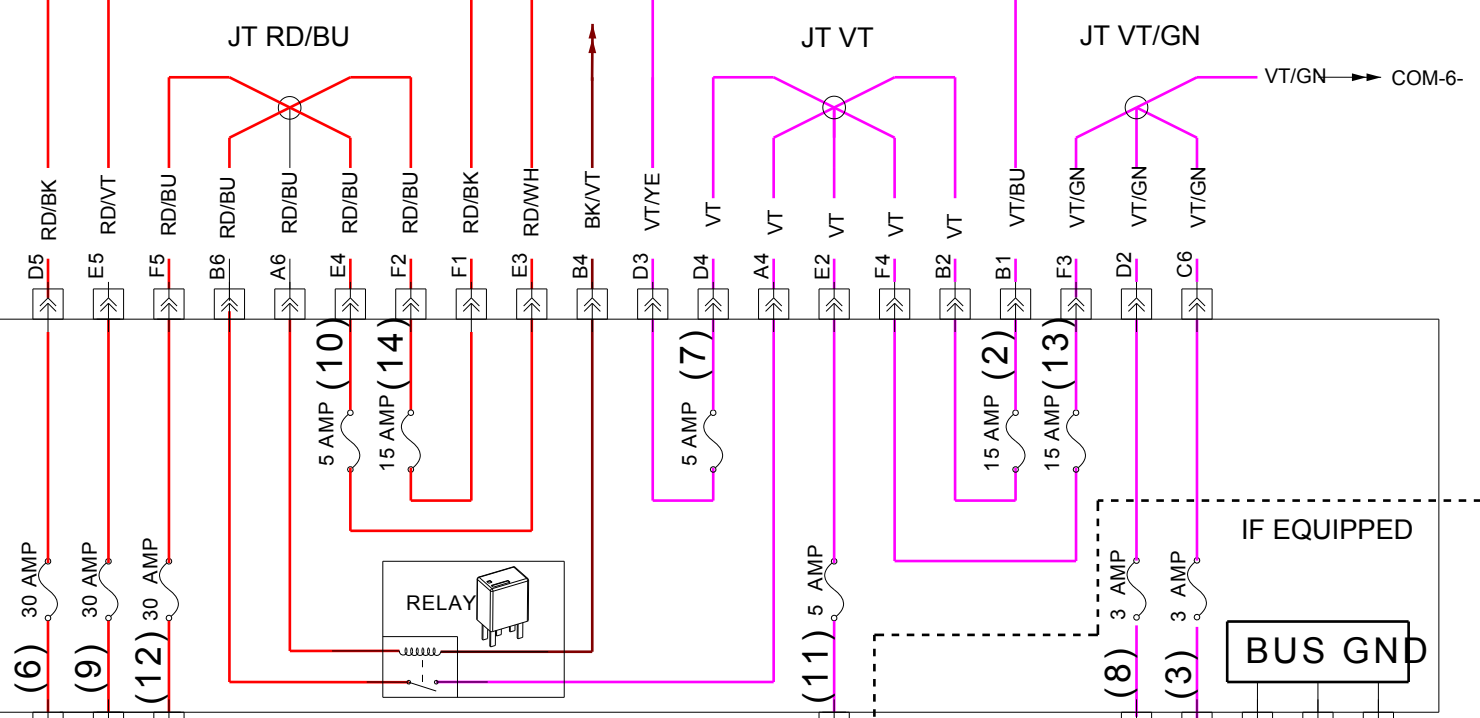 JT RD/BU
JT VT
JT VT/GN
VT/GN
COM-6-
RD/BK
RD/VT
RD/BU
RD/BU
RD/BU
RD/BU
RD/BU
RD/BK
RD/WH
BK/VT
VT/YE
VT
VT
VT
VT
VT
VT/BU
VT/GN
VT/GN
VT/GN
D5
E5
F5
B6
A6
E4
F2
F1
E3
B4
D3
D4
A4
E2
F4
B2
B1
F3
D2
C6
(10)
(14)
(7)
(2)
(13)
5 AMP
15 AMP
5 AMP
15 AMP
15 AMP
IF EQUIPPED
30 AMP
30 AMP
30 AMP
RELAY
5 AMP
3 AMP
3 AMP
BUS GND
(6)
(9)
(12)
(11)
(8)
(3)